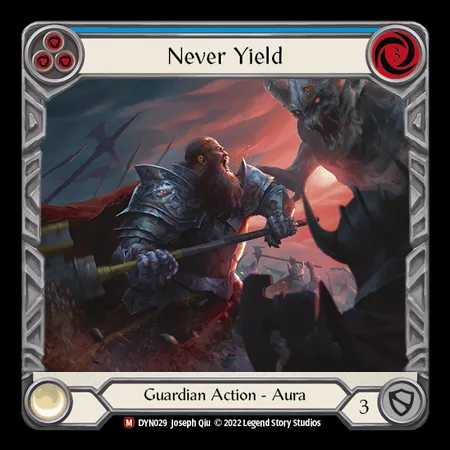 Never Yield
3
Guardian Action - Aura
3
M DYN029 Joseph Qiu © 2022 Legend Story Studios